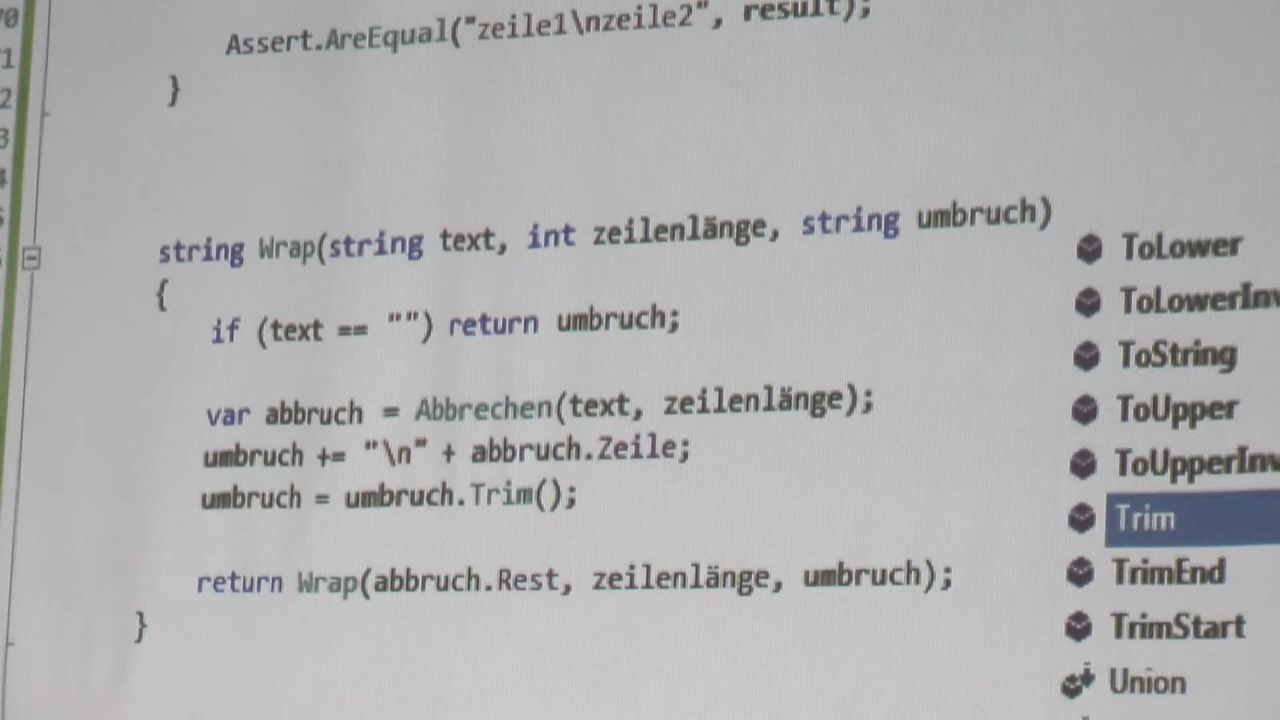 Assert.AreEqual("zeile1\nzeile2", result);
}
string Wrap(string text, int zeilenlänge, string umbruch)
{
if (text == "") return umbruch;
var abbruch = Abbrechen(text, zeilenlänge);
umbruch += "\n" + abbruch.Zeile;
umbruch = umbruch.Trim();
return Wrap(abbruch.Rest, zeilenlänge, umbruch);
}
ToLower
ToLowerInv
ToString
ToUpper
ToUpperInv
Trim
TrimEnd
TrimStart
Union